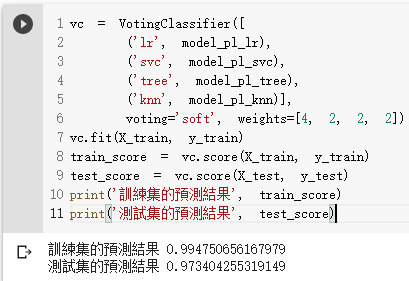 1 vc = VotingClassifier([
2 ('lr', model_pl_lr),
3 ('svc', model_pl_svc),
4 ('tree', model_pl_tree),
5 ('knn', model_pl_knn)],
6 voting='soft', weights=[4, 2, 2, 2])
7 vc.fit(X_train, y_train)
8 train_score = vc.score(X_train, y_train)
9 test_score = vc.score(X_test, y_test)
10 print('訓練集的預測結果', train_score)
11 print('測試集的預測結果', test_score)
訓練集的預測結果 0.994750656167979
測試集的預測結果 0.973404255319149